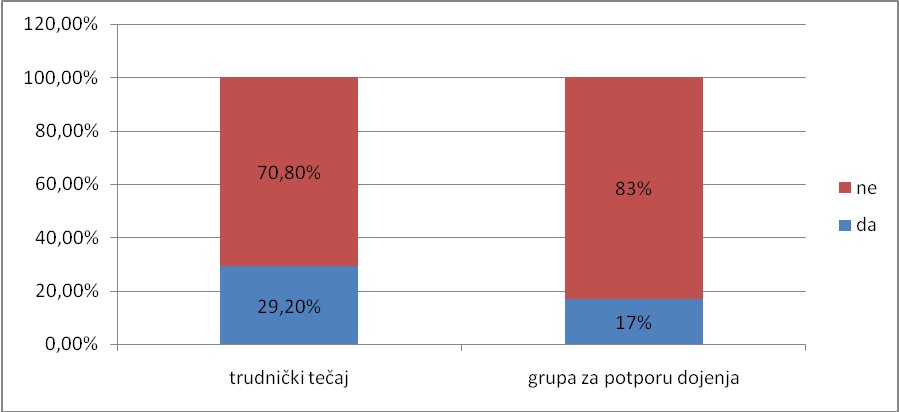 120,00%
100,00%
80,00%
60,00%
40,00%
20,00%
0,00%
70,80%
29,20%
83%
17%
trudnički tečaj
grupa za potporu dojenja
ne
da